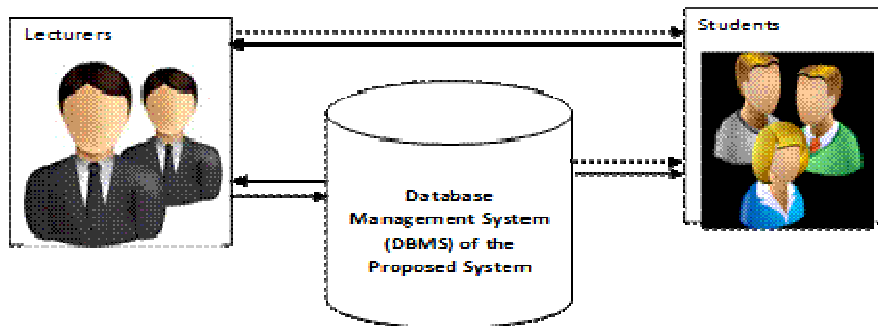 Lecturers
Students
Database
Management System
(DBMS) of the
Proposed System